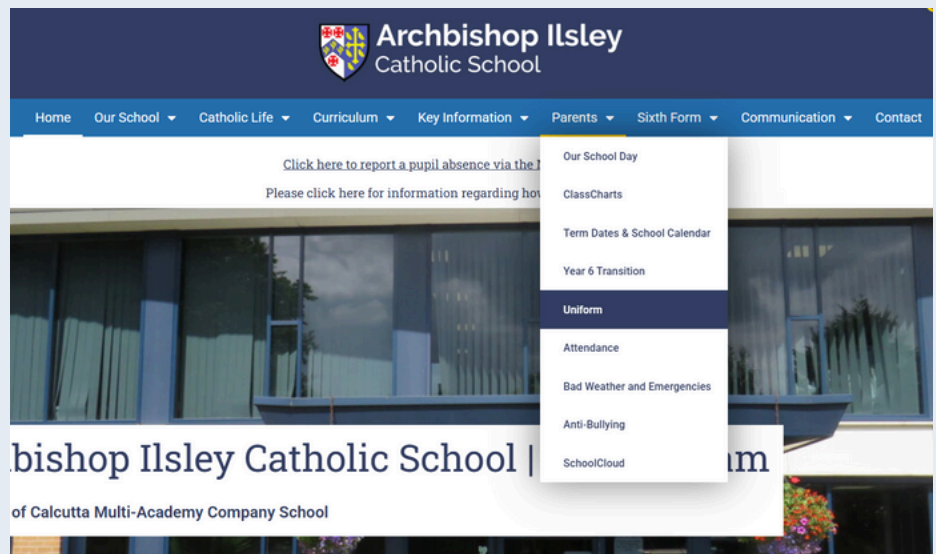 Archbishop Ilsley
Catholic School
Home Our School Catholic Life Curriculum Key Information Parents Sixth Form Communication Contact
Click here to report a pupil absence via the
Please click here for information regarding
Our School Day
ClassCharts
Term Dates & School Calendar
Year 6 Transition
Uniform
Attendance
Bad Weather and Emergencies
Anti-Bullying
SchoolCloud
bishop Ilsley Catholic School |
of Calcutta Multi-Academy Company School